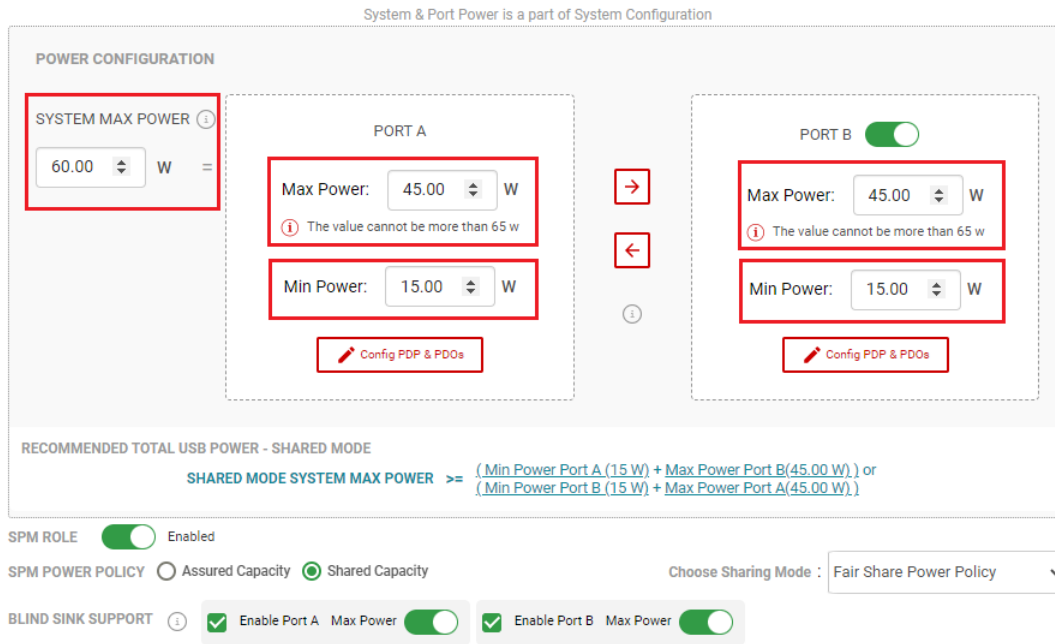 System & Port Power is a part of System Configuration
POWER CONFIGURATION
SYSTEM MAX POWER
60.00 W =
PORT A
Max Power: 45.00 W
The value cannot be more than 65 w
Min Power: 15.00 W
Config PDP & PDOs
PORT B
Max Power: 45.00 W
The value cannot be more than 65 w
Min Power: 15.00 W
Config PDP & PDOs
RECOMMENDED TOTAL USB POWER - SHARED MODE
SHARED MODE SYSTEM MAX POWER >= ( Min Power Port A (15 W) + Max Power Port B(45.00 W) ) or
( Min Power Port B (15 W) + Max Power Port A(45.00 W) )
SPM ROLE Enabled
SPM POWER POLICY Assured Capacity Shared Capacity Choose Sharing Mode : Fair Share Power Policy
BLIND SINK SUPPORT Enable Port A Max Power Enable Port B Max Power